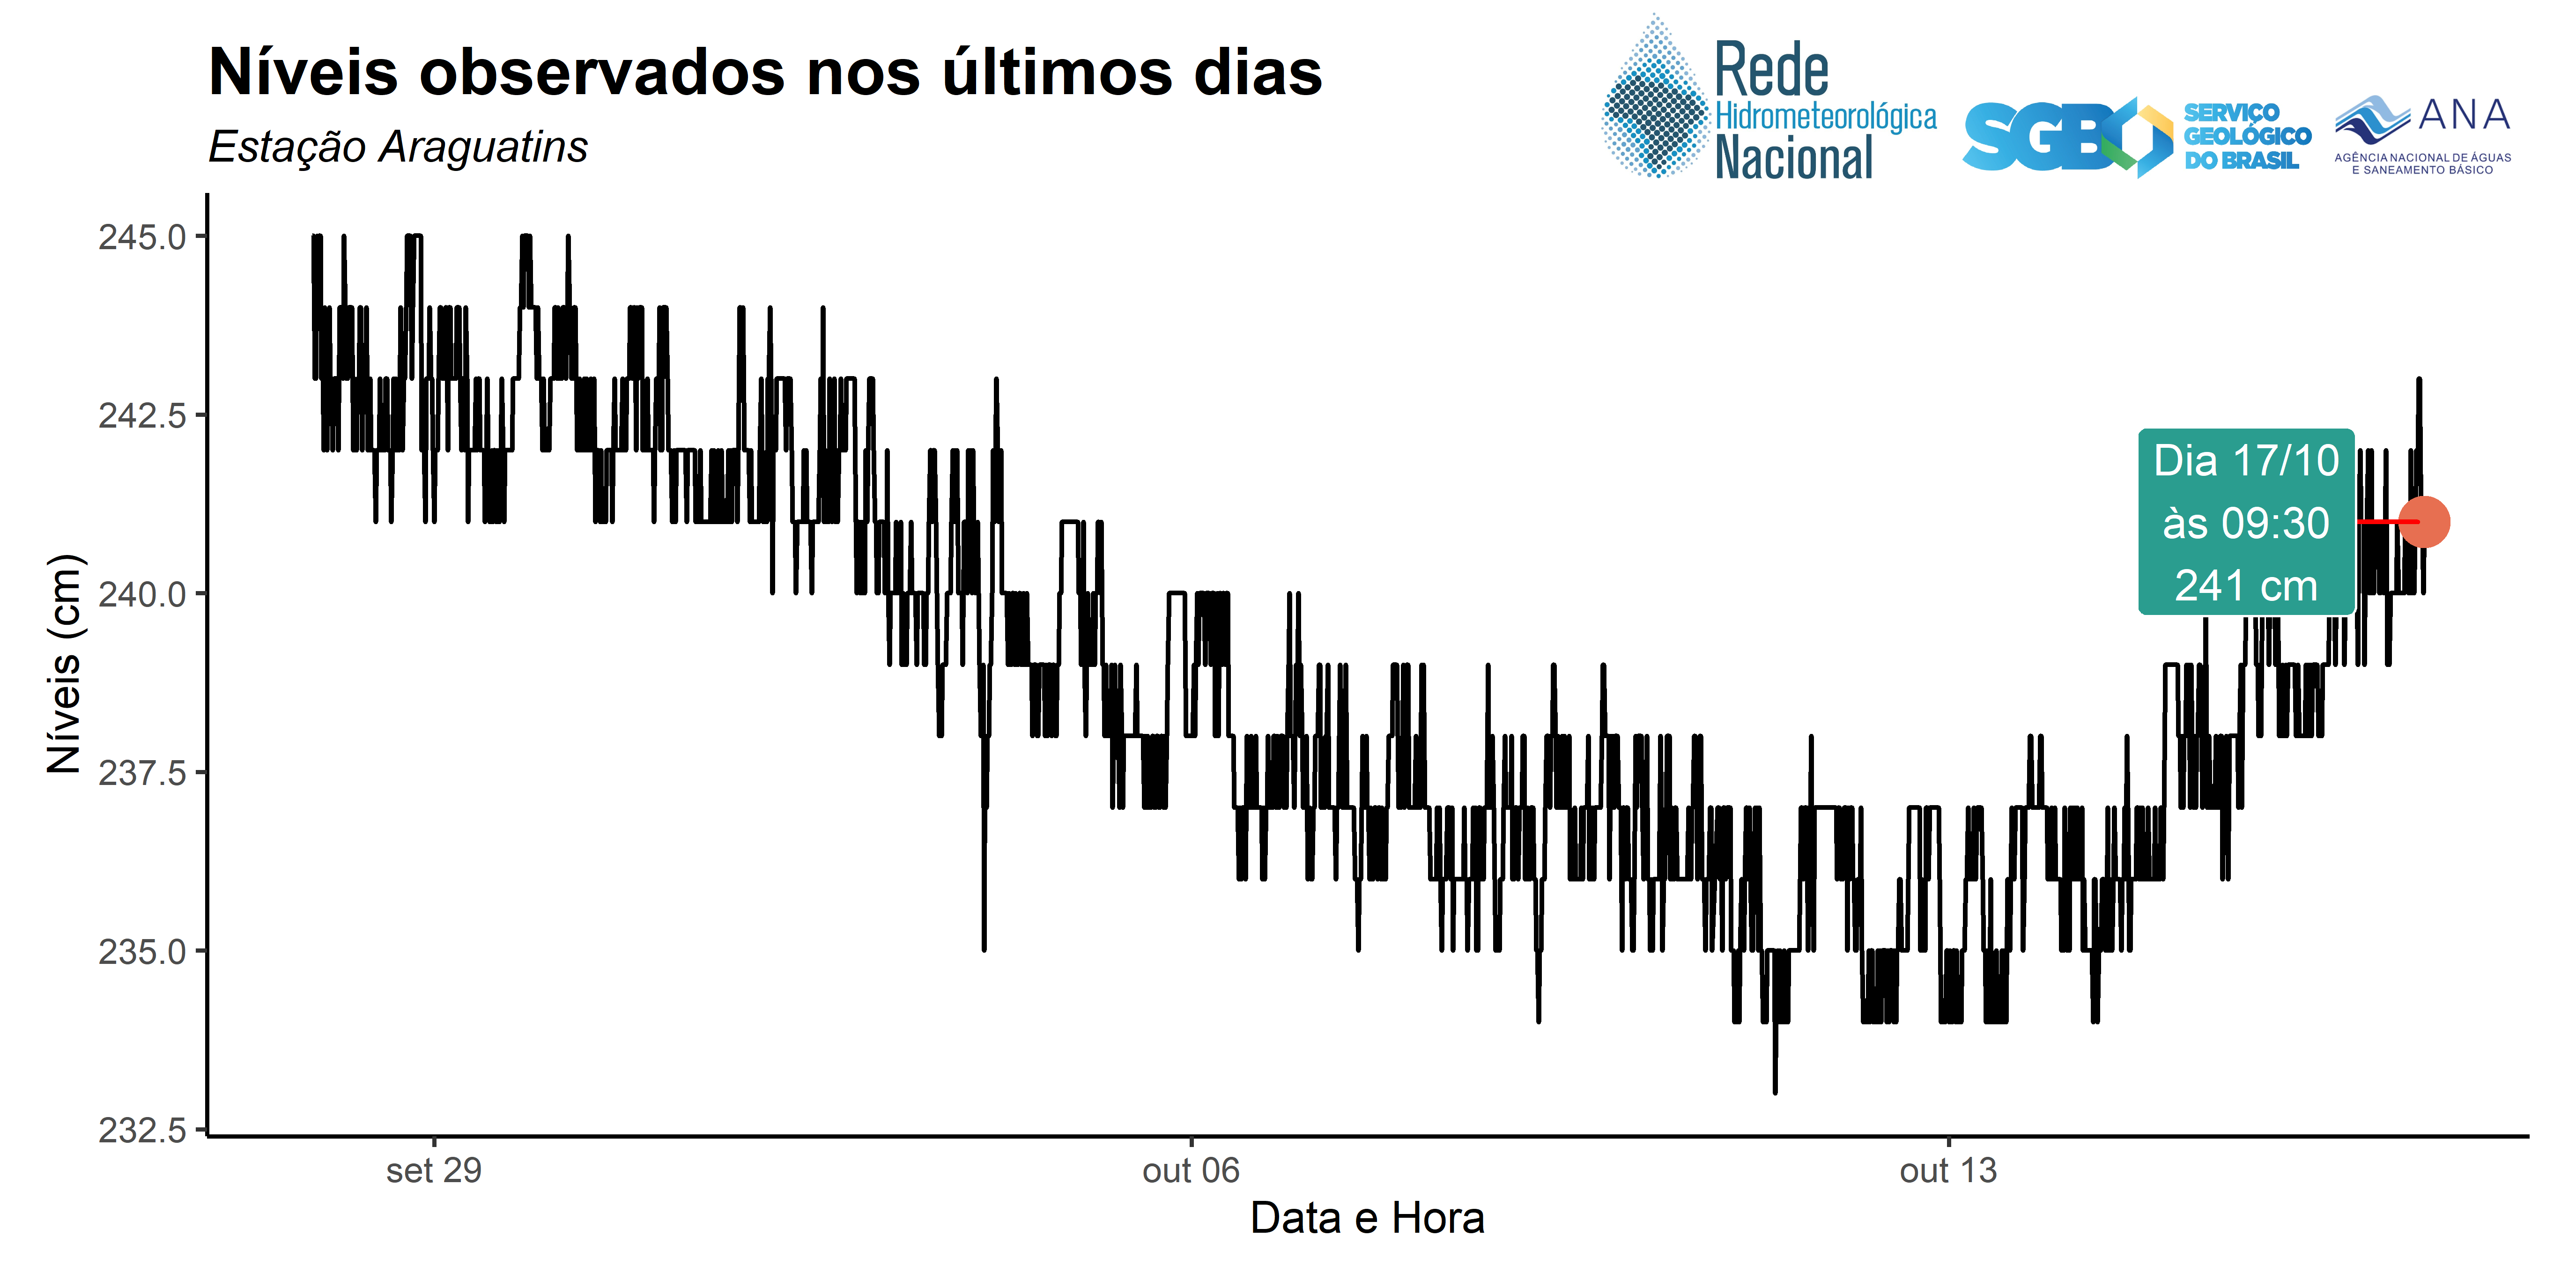 Níveis observados nos últimos dias
Estação Araguatins
Rede
Hidrometeorológica
Nacional
SGB
SERVIÇO
GEOLÓGICO
DO BRASIL
ANA
AGÊNCIA NACIONAL DE ÁGUAS
E SANEAMENTO BÁSICO
Níveis (cm)
245.0
242.5
240.0
237.5
235.0
232.5
Dia 17/10
às 09:30
241 cm
set 29
out 06
out 13
Data e Hora